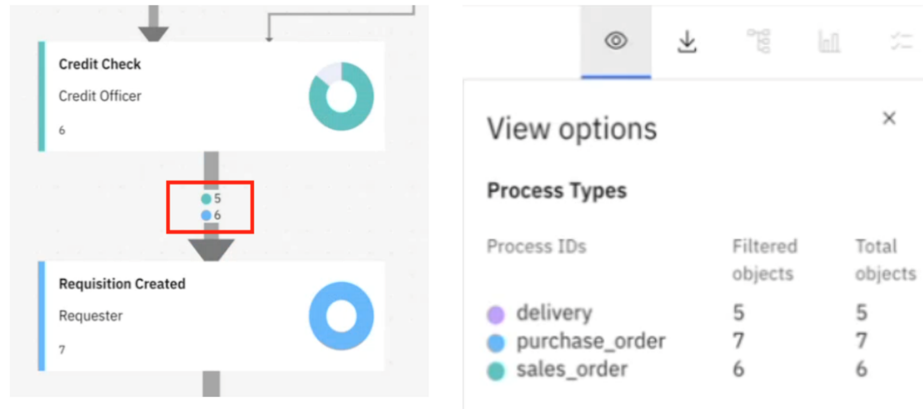 Credit Check
Credit Officer
6
5
6
Requisition Created
Requester
7
View options
Process Types
Process IDs Filtered objects Total objects
delivery 5 5
purchase_order 7 7
sales_order 6 6